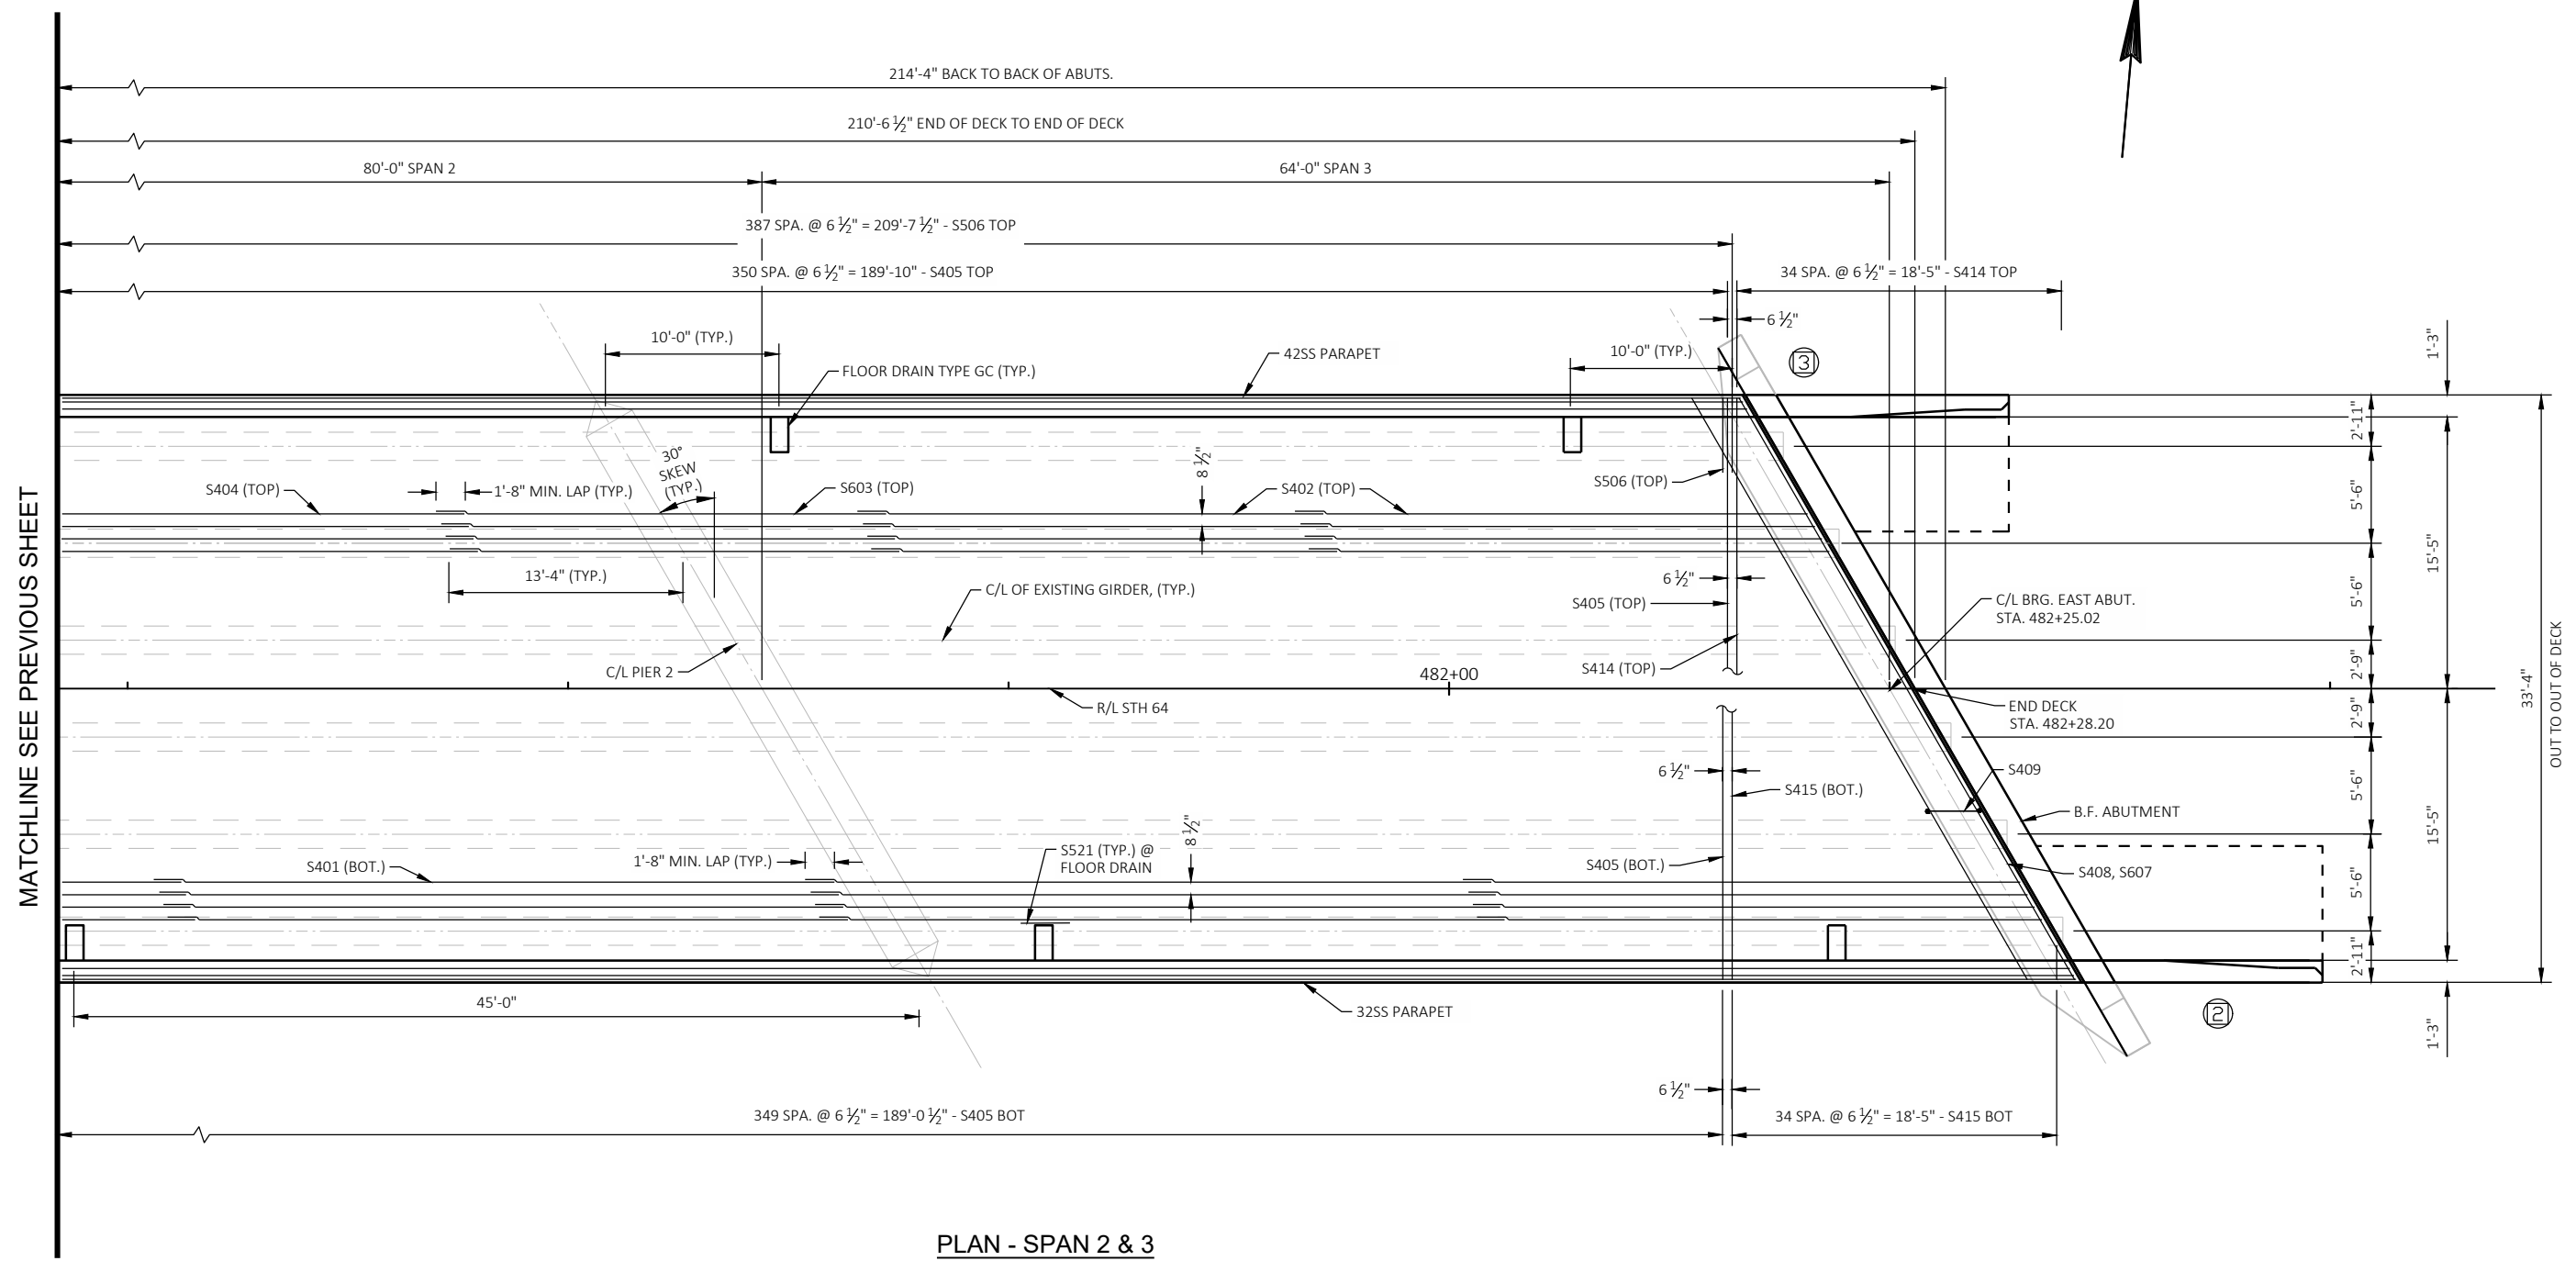 214'-4" BACK TO BACK OF ABUTS.
210'-6 ½" END OF DECK TO END OF DECK
80'-0" SPAN 2
64'-0" SPAN 3
387 SPA. @ 6 ½" = 209'-7 ½" - S506 TOP
350 SPA. @ 6 ½" = 189'-10" - S405 TOP
34 SPA. @ 6 ½" = 18'-5" - S414 TOP
6 ½"
10'-0" (TYP.)
10'-0" (TYP.)
42SS PARAPET
FLOOR DRAIN TYPE GC (TYP.)
3
1'-3"
2'-11"
30°
SKEW
(TYP.)
8 ½"
S404 (TOP)
1'-8" MIN. LAP (TYP.)
S603 (TOP)
S402 (TOP)
S506 (TOP)
5'-6"
15'-5"
13'-4" (TYP.)
C/L OF EXISTING GIRDER, (TYP.)
6 ½"
S405 (TOP)
5'-6"
C/L BRG. EAST ABUT.
STA. 482+25.02
MATCHLINE SEE PREVIOUS SHEET
C/L PIER 2
482+00
S414 (TOP)
2'-9"
33'-4"
OUT TO OUT OF DECK
R/L STH 64
END DECK
STA. 482+28.20
2'-9"
6 ½"
S409
S415 (BOT.)
5'-6"
B.F. ABUTMENT
8 ½"
15'-5"
S401 (BOT.)
1'-8" MIN. LAP (TYP.)
S521 (TYP.) @
FLOOR DRAIN
S405 (BOT.)
S408, S607
5'-6"
2'-11"
45'-0"
32SS PARAPET
2
1'-3"
6 ½"
349 SPA. @ 6 ½" = 189'-0 ½" - S405 BOT
34 SPA. @ 6 ½" = 18'-5" - S415 BOT
PLAN - SPAN 2 & 3